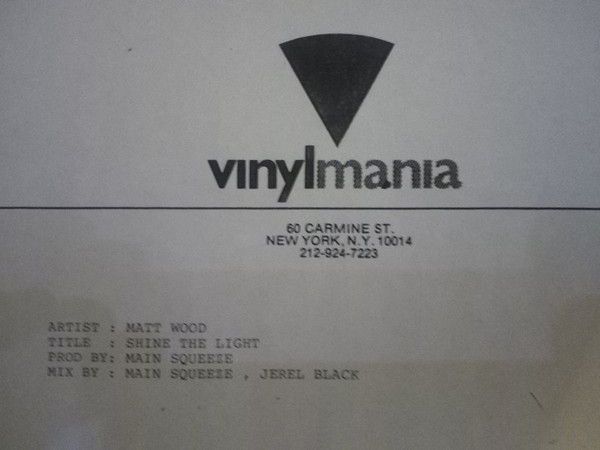 vinylmania
60 CARMINE ST.
NEW YORK, N.Y. 10014
212-924-7223
ARTIST : MATT WOOD
TITLE : SHINE THE LIGHT
PROD BY: MAIN SQUEEZE
MIX BY : MAIN SQUEEZE , JEREL BLACK